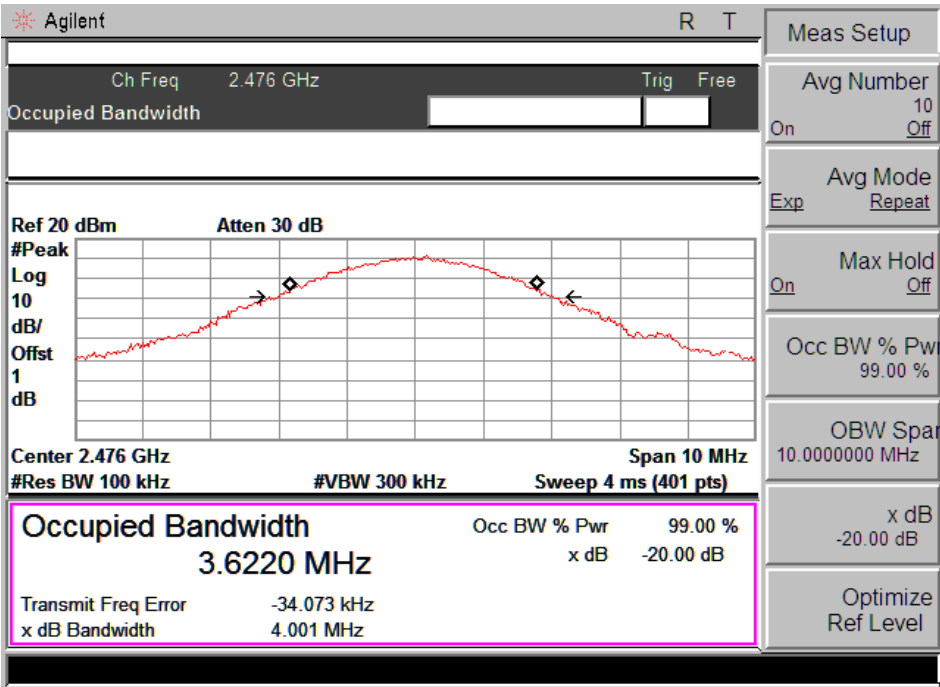 Agilent R T
Meas Setup
Ch Freq 2.476 GHz Trig Free
Occupied Bandwidth
Avg Number
10
On Off
Avg Mode
Exp Repeat
Max Hold
On Off
Occ BW % Pwr
99.00 %
OBW Span
10.0000000 MHz
x dB
-20.00 dB
Optimize
Ref Level
Ref 20 dBm Atten 30 dB
#Peak
Log
10
dB/
Offst
1
dB
Center 2.476 GHz Span 10 MHz
#Res BW 100 kHz #VBW 300 kHz Sweep 4 ms (401 pts)
Occupied Bandwidth Occ BW % Pwr 99.00 %
3.6220 MHz x dB -20.00 dB
Transmit Freq Error -34.073 kHz
x dB Bandwidth 4.001 MHz